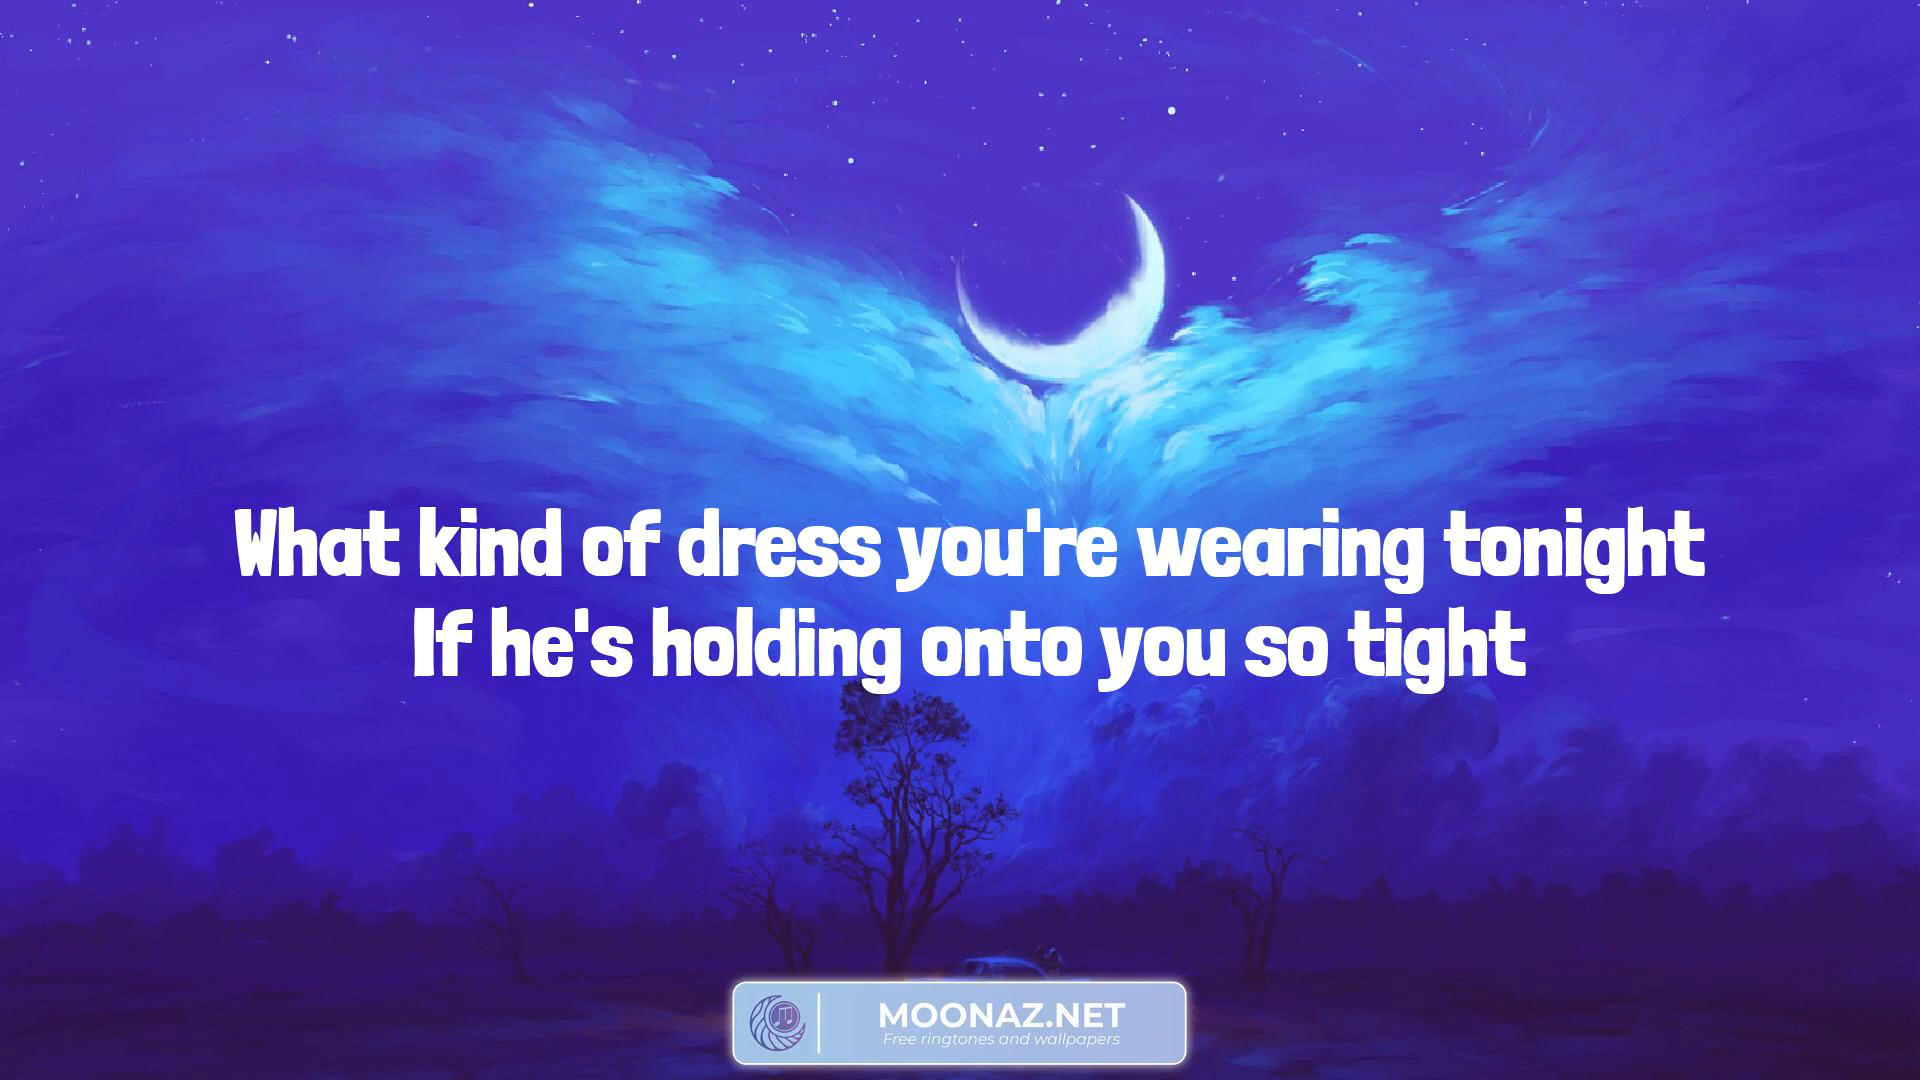 What kind of dress you're wearing tonight
If he's holding onto you so tight
MOONAZ.NET
Free ringtones and wallpapers